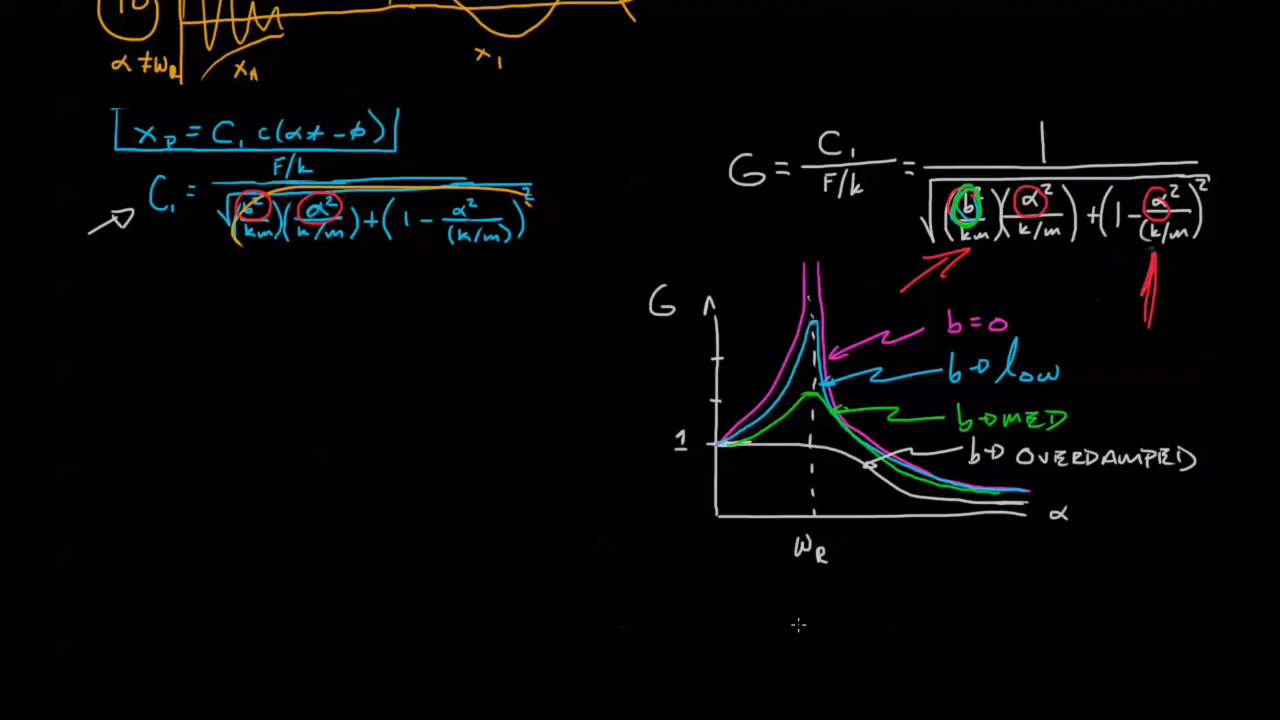 α ≠ ω_R
x_A
x_1
x_P = C_1 c(αt - φ)
C_1 = (F/k) / √((b²/km)(α²/(k/m)) + (1 - α²/(k/m))²)
G = C_1/(F/k) = 1 / √((b²/km)(α²/(k/m)) + (1 - α²/(k/m))²)
G
b=0
b→low
b→MED
1
b→ OVERDAMPED
α
ω_R